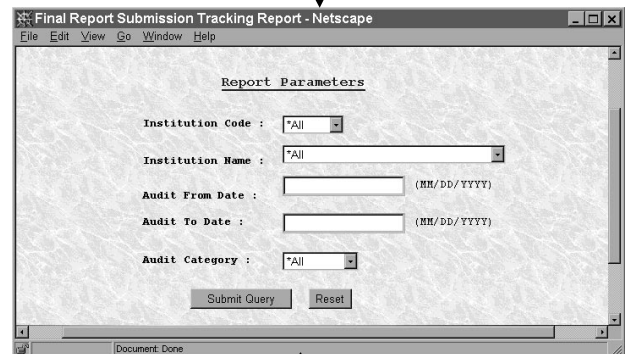 Final Report Submission Tracking Report - Netscape
File Edit View Go Window Help
Report Parameters
Institution Code : *All
Institution Name : *All
Audit From Date : (MM/DD/YYYY)
Audit To Date : (MM/DD/YYYY)
Audit Category : *All
Submit Query Reset
Document: Done